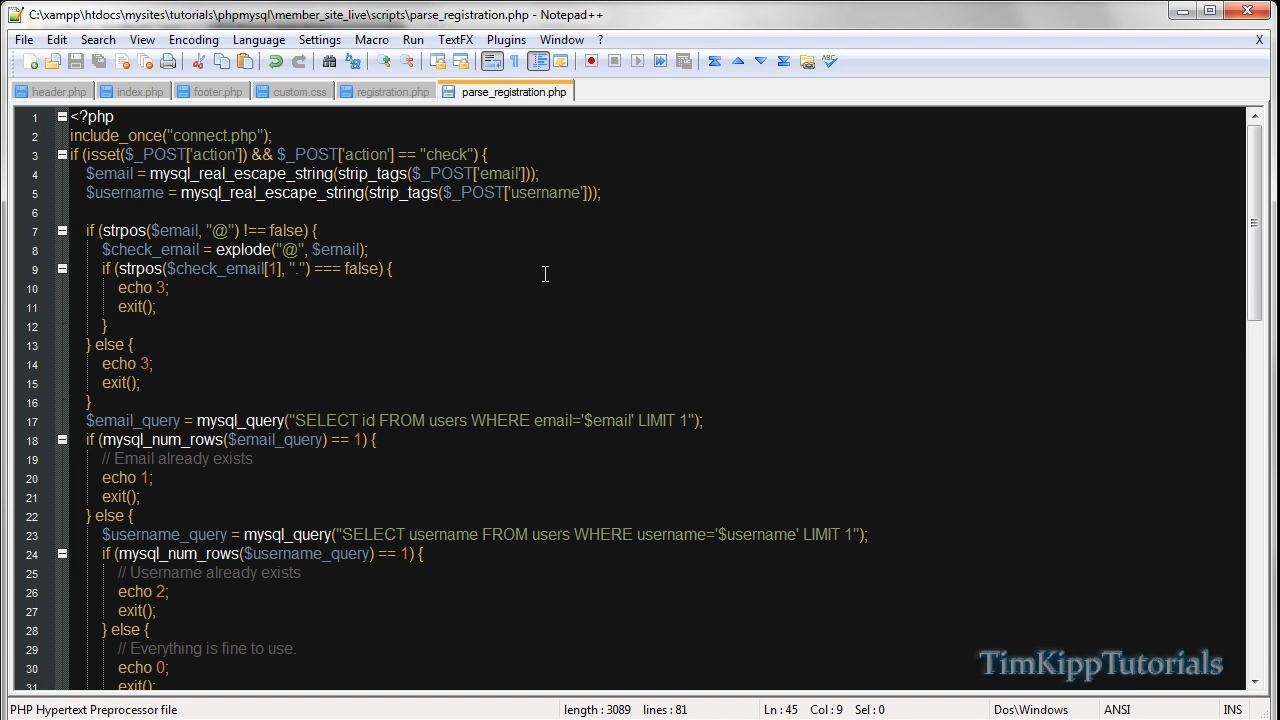 C:\xampp\htdocs\mysites\tutorials\phpmysql\member_site_live\scripts\parse_registration.php - Notepad++
File Edit Search View Encoding Language Settings Macro Run TextFX Plugins Window ? X
header.php index.php footer.php custom.css registration.php parse_registration.php
1 <?php
2 include_once("connect.php");
3 if (isset($_POST['action']) && $_POST['action'] == "check") {
4 $email = mysql_real_escape_string(strip_tags($_POST['email']));
5 $username = mysql_real_escape_string(strip_tags($_POST['username']));
6
7 if (strpos($email, "@") !== false) {
8 $check_email = explode("@", $email);
9 if (strpos($check_email[1], ".") === false) {
10 echo 3;
11 exit();
12 }
13 } else {
14 echo 3;
15 exit();
16 }
17 $email_query = mysql_query("SELECT id FROM users WHERE email='$email' LIMIT 1");
18 if (mysql_num_rows($email_query) == 1) {
19 // Email already exists
20 echo 1;
21 exit();
22 } else {
23 $username_query = mysql_query("SELECT username FROM users WHERE username='$username' LIMIT 1");
24 if (mysql_num_rows($username_query) == 1) {
25 // Username already exists
26 echo 2;
27 exit();
28 } else {
29 // Everything is fine to use.
30 echo 0;
31 exit();
TimKippTutorials
PHP Hypertext Preprocessor file length : 3089 lines : 81 Ln : 45 Col : 9 Sel : 0 Dos\Windows ANSI INS